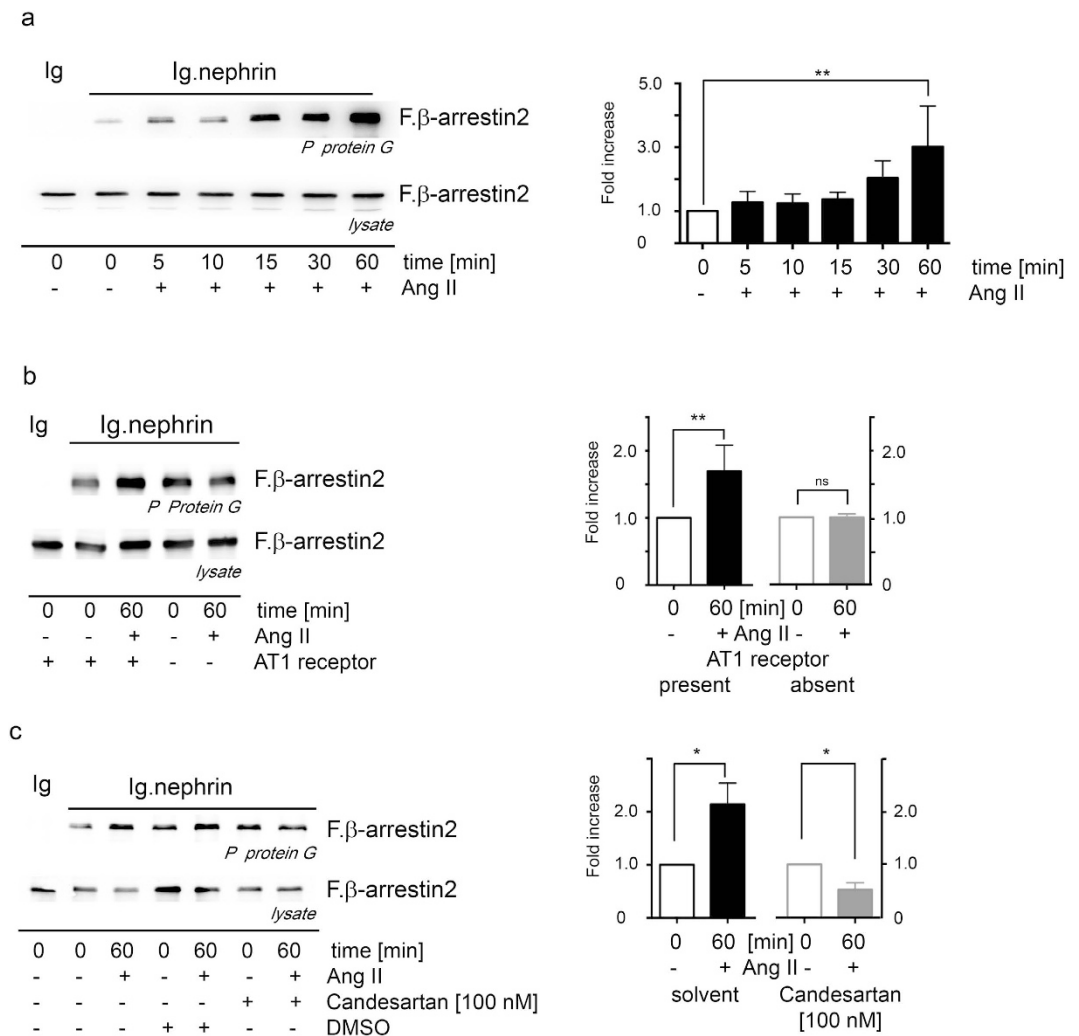 a
Ig Ig.nephrin
F.β-arrestin2
P protein G
F.β-arrestin2
lysate
0 0 5 10 15 30 60 time [min]
- - + + + + + Ang II
**
Fold increase
5.0
3.0
1.0
0
0 5 10 15 30 60 time [min]
- + + + + + Ang II
b
Ig Ig.nephrin
F.β-arrestin2
P Protein G
F.β-arrestin2
lysate
0 0 60 0 60 time [min]
- - + - + Ang II
+ + + - - AT1 receptor
Fold increase
** ns
2.0 2.0
1.0 1.0
0 0
0 60 [min] 0 60
- + Ang II - +
AT1 receptor
present absent
c
Ig Ig.nephrin
F.β-arrestin2
P protein G
F.β-arrestin2
lysate
0 0 60 0 60 0 60 time [min]
- - + - + - + Ang II
- - - - - + + Candesartan [100 nM]
- - - + + - - DMSO
Fold increase
* *
2.0 2.0
1.0 1.0
0 0
0 60 [min] 0 60
- + Ang II - +
solvent Candesartan
[100 nM]